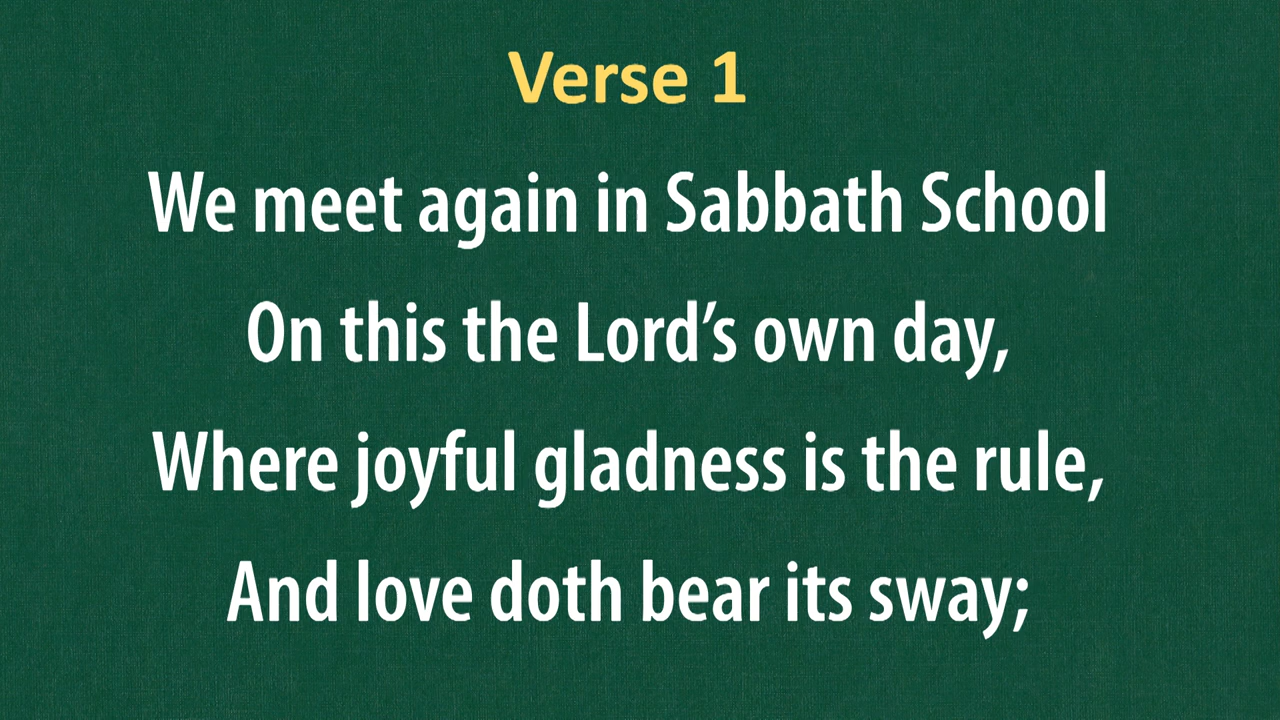 Verse 1
We meet again in Sabbath School
On this the Lord’s own day,
Where joyful gladness is the rule,
And love doth bear its sway;